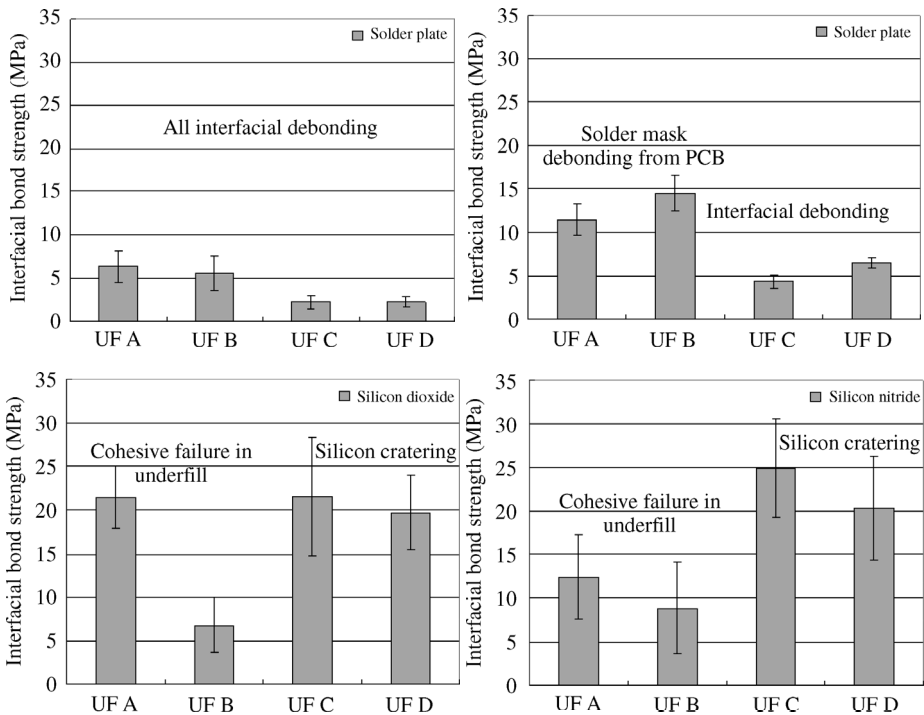 Interfacial bond strength (MPa)
35
30
25
20
15
10
5
0
Solder plate
All interfacial debonding
UF A
UF B
UF C
UF D
Interfacial bond strength (MPa)
35
30
25
20
15
10
5
0
Solder plate
Solder mask
debonding from PCB
Interfacial debonding
UF A
UF B
UF C
UF D
Interfacial bond strength (MPa)
35
30
25
20
15
10
5
0
Silicon dioxide
Cohesive failure in
underfill
Silicon cratering
UF A
UF B
UF C
UF D
Interfacial bond strength (MPa)
35
30
25
20
15
10
5
0
Silicon nitride
Silicon cratering
Cohesive failure in
underfill
UF A
UF B
UF C
UF D